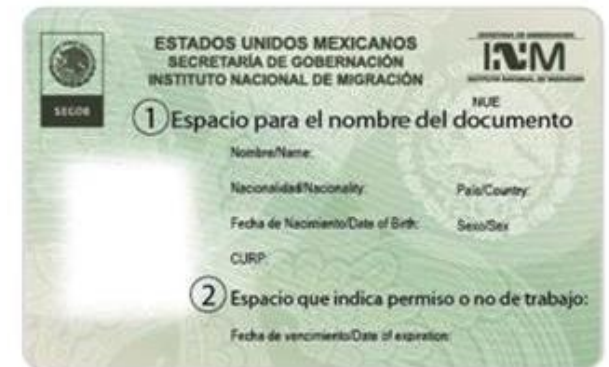 ESTADOS UNIDOS MEXICANOS
SECRETARÍA DE GOBERNACIÓN
INSTITUTO NACIONAL DE MIGRACIÓN
SEGOB
INM
NUE
1 Espacio para el nombre del documento
Nombre/Name:
Nacionalidad/Nacionality: País/Country:
Fecha de Nacimiento/Date of Birth: Sexo/Sex
CURP:
2 Espacio que indica permiso o no de trabajo:
Fecha de vencimiento/Date of expiration: